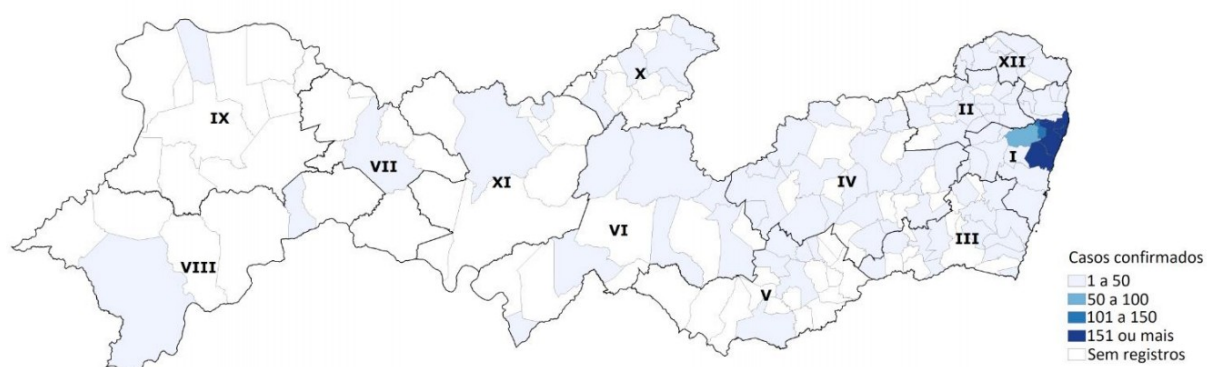 XII
X
II
IX
I
VII
IV
XI
VI
III
VIII
V
Casos confirmados
1 a 50
50 a 100
101 a 150
151 ou mais
Sem registros